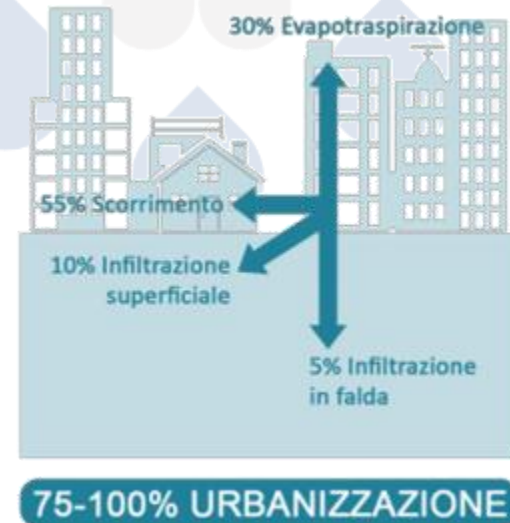 30% Evapotraspirazione
55% Scorrimento
10% Infiltrazione
superficiale
5% Infiltrazione
in falda
75-100% URBANIZZAZIONE